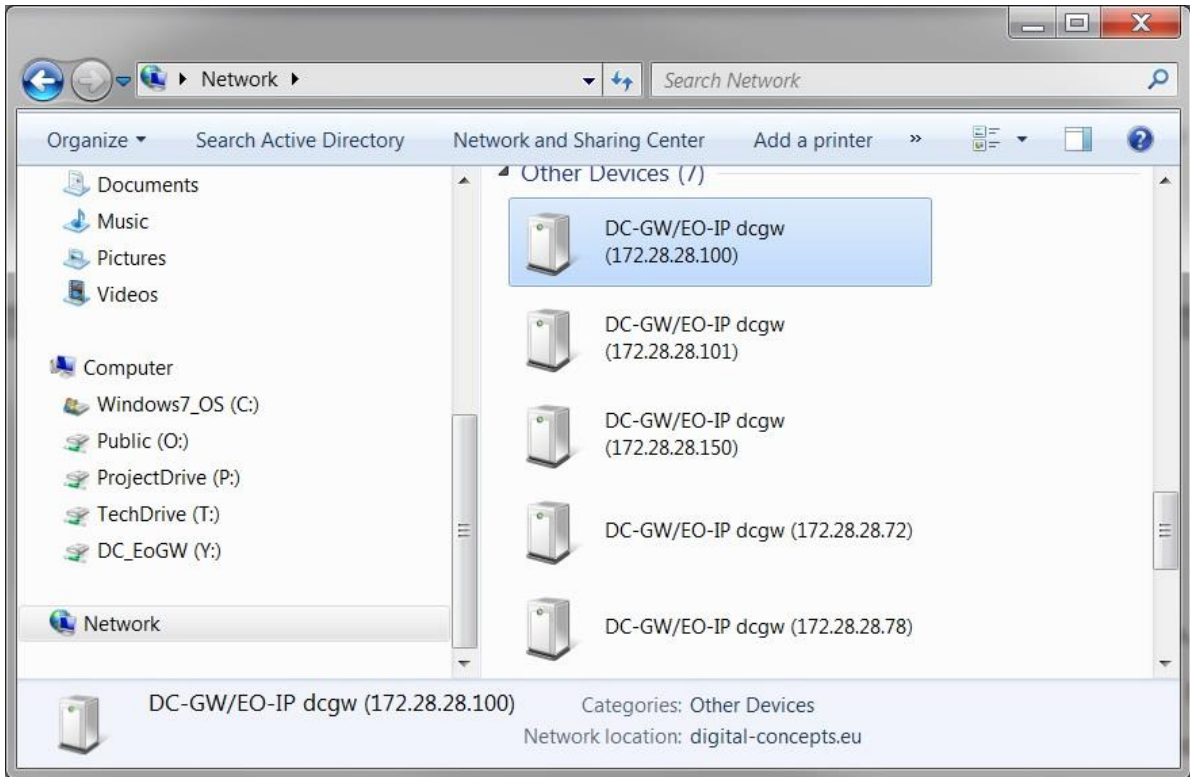 Network
Search Network
Organize
Search Active Directory
Network and Sharing Center
Add a printer
»
Documents
Music
Pictures
Videos
Computer
Windows7_OS (C:)
Public (O:)
ProjectDrive (P:)
TechDrive (T:)
DC_EoGW (Y:)
Network
Other Devices (7)
DC-GW/EO-IP dcgw
(172.28.28.100)
DC-GW/EO-IP dcgw
(172.28.28.101)
DC-GW/EO-IP dcgw
(172.28.28.150)
DC-GW/EO-IP dcgw (172.28.28.72)
DC-GW/EO-IP dcgw (172.28.28.78)
DC-GW/EO-IP dcgw (172.28.28.100)
Categories: Other Devices
Network location: digital-concepts.eu